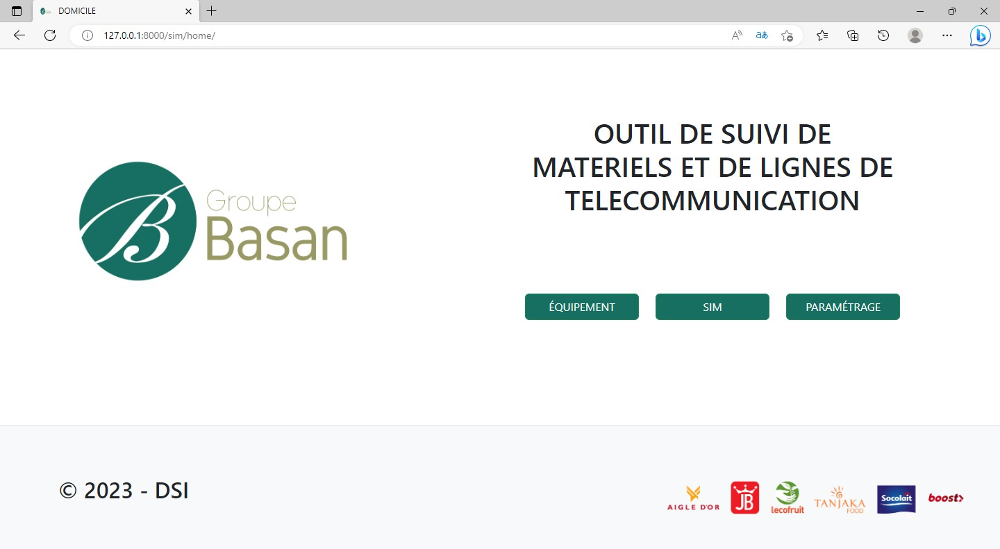 DOMICILE
127.0.0.1:8000/sim/home/
OUTIL DE SUIVI DE
MATERIELS ET DE LIGNES DE
TELECOMMUNICATION
B
Groupe
Basan
ÉQUIPEMENT SIM PARAMÉTRAGE
© 2023 - DSI
AIGLE D'OR
JB
lecofruit
TANJAKA
FOOD
Socolait
boost